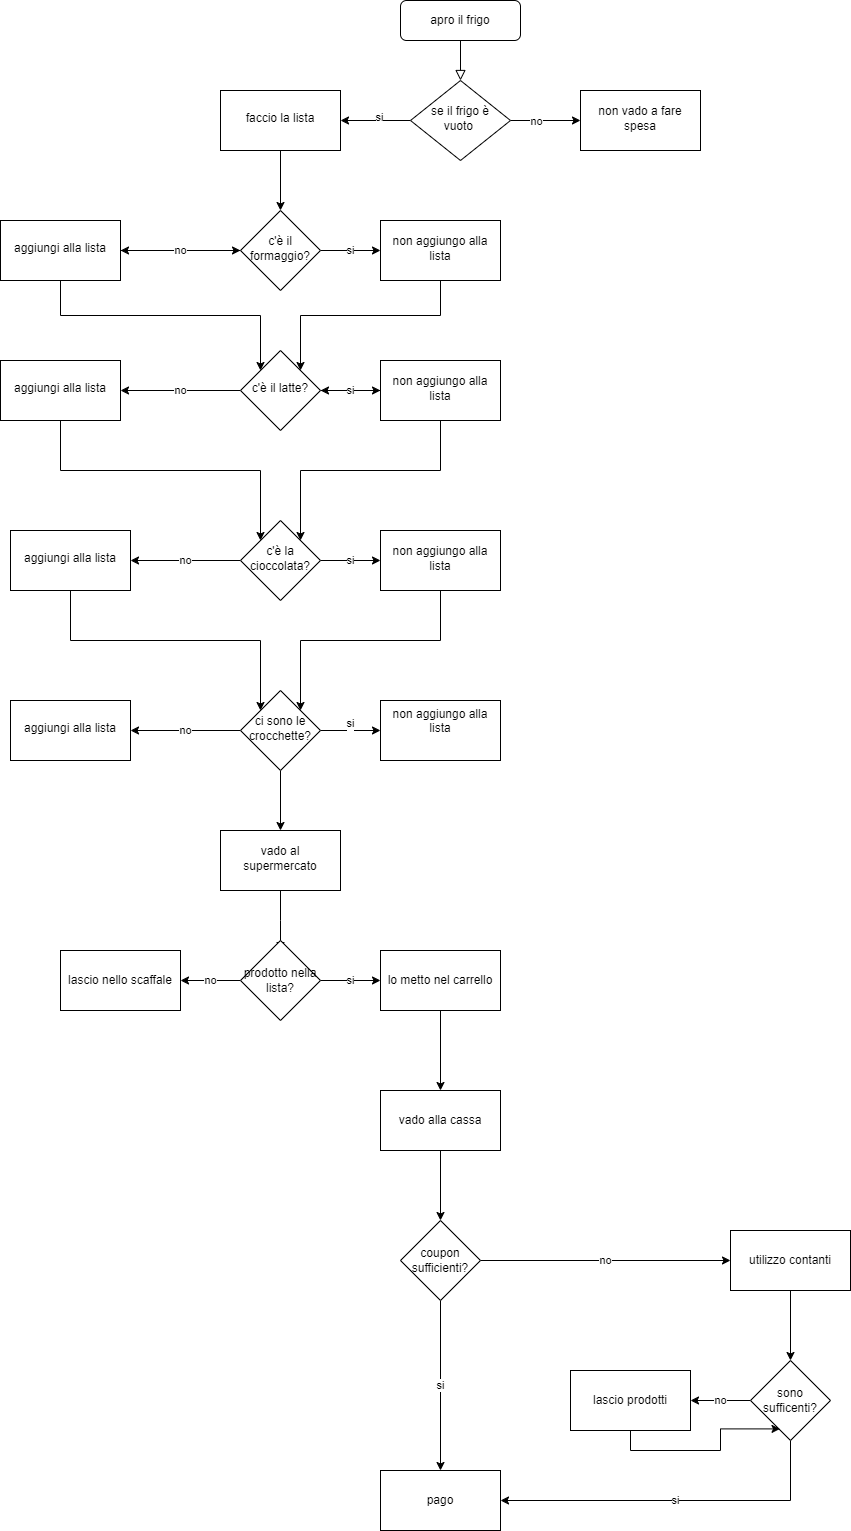 apro il frigo
faccio la lista
si
se il frigo è
vuoto
no
non vado a fare
spesa
aggiungi alla lista
no
c'è il
formaggio?
si
non aggiungo alla
lista
aggiungi alla lista
no
c'è il latte?
si
non aggiungo alla
lista
aggiungi alla lista
no
c'è la
cioccolata?
si
non aggiungo alla
lista
aggiungi alla lista
no
ci sono le
crocchette?
si
non aggiungo alla
lista
vado al
supermercato
lascio nello scaffale
no
prodotto nella
lista?
si
lo metto nel carrello
vado alla cassa
coupon
sufficienti?
no
utilizzo contanti
si
lascio prodotti
no
sono
sufficenti?
pago
si